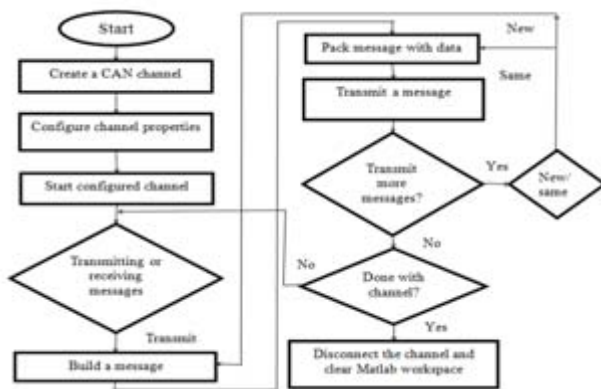 Start
Create a CAN channel
Configure channel properties
Start configured channel
Transmitting or
receiving
messages
Transmit
Build a message
Pack message with data
New
Same
Transmit a message
Transmit
more
messages?
Yes
New/
same
No
No
Done with
channel?
Yes
Disconnect the channel and
clear Matlab workspace